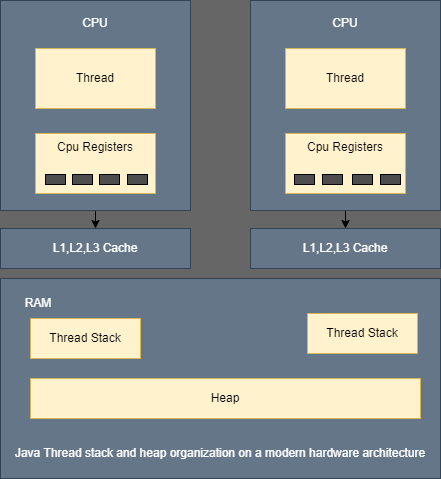 CPU
CPU
Thread
Thread
Cpu Registers
Cpu Registers
L1,L2,L3 Cache
L1,L2,L3 Cache
RAM
Thread Stack
Thread Stack
Heap
Java Thread stack and heap organization on a modern hardware architecture